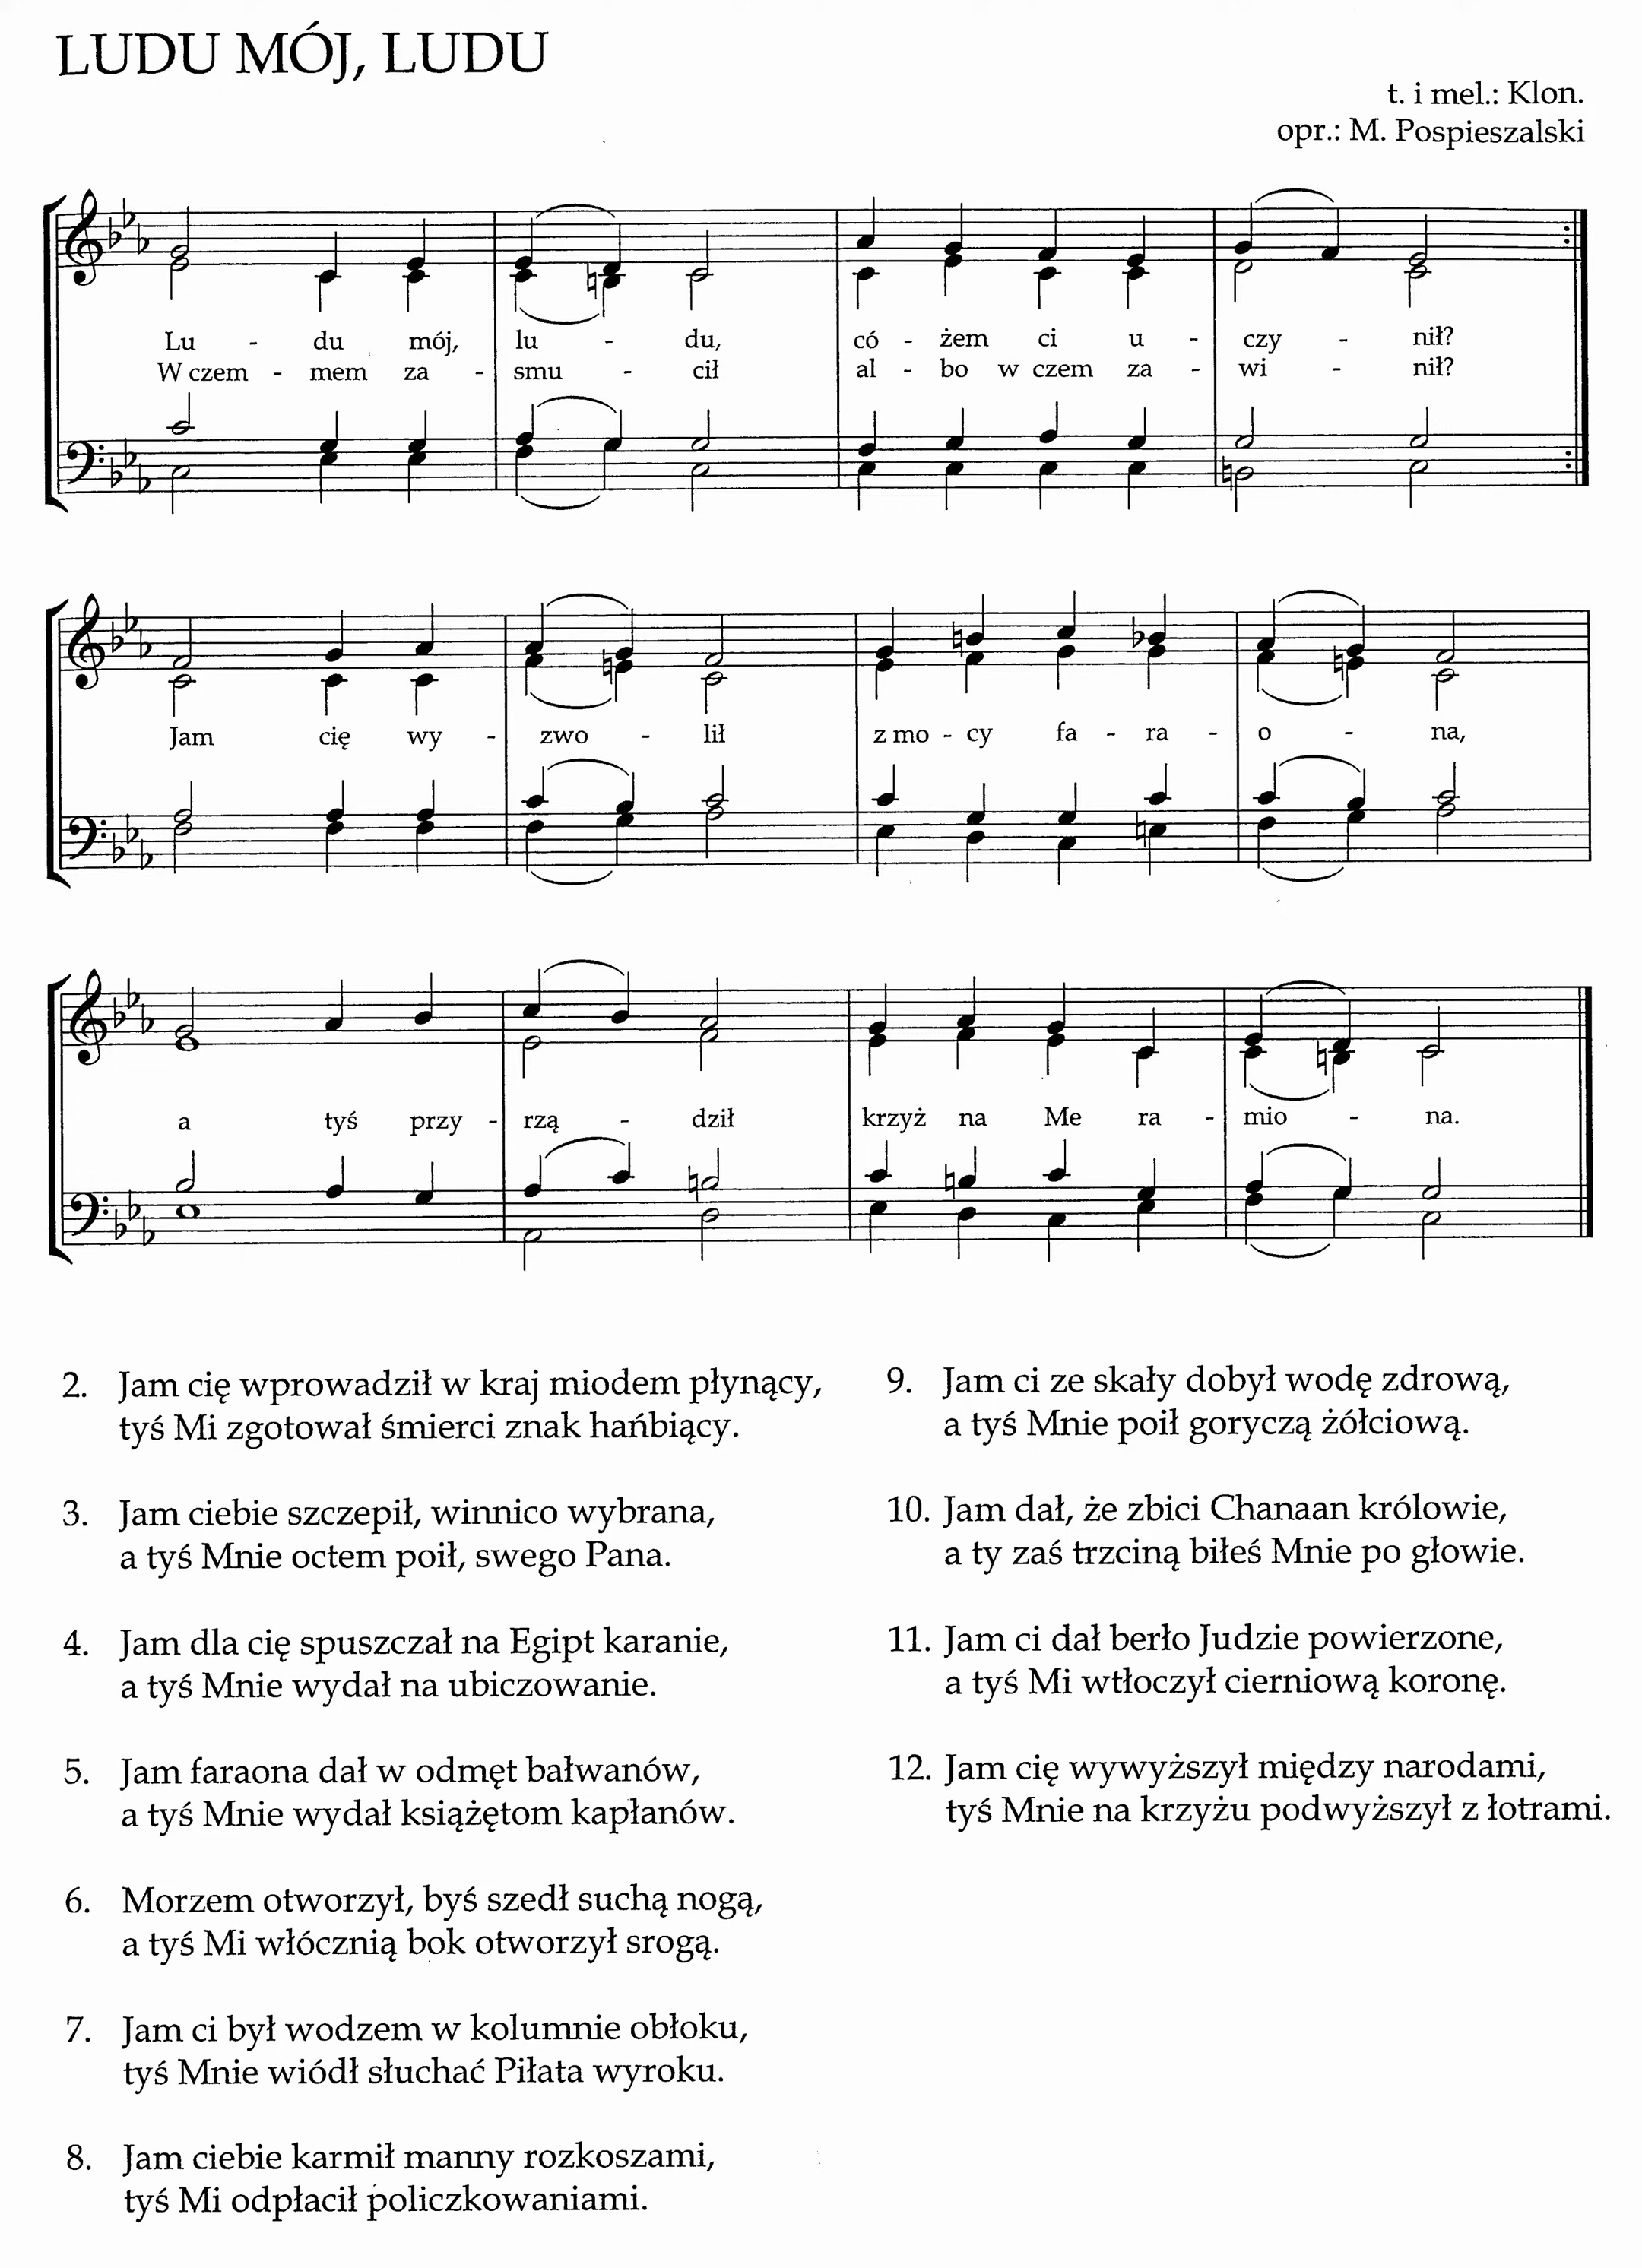 LUDU MÓJ, LUDU
t. i mel.: Klon.
opr.: M. Pospieszalski
Lu - du mój, lu - du, có - żem ci u - czy - nił?
W czem - mem za - smu - cił al - bo w czem za - wi - nił?
Jam cię wy - zwo - lił z mo - cy fa - ra - o - na,
a tyś przy - rzą - dził krzyż na Me ra - mio - na.
2. Jam cię wprowadził w kraj miodem płynący,
tyś Mi zgotował śmierci znak hańbiący.
3. Jam ciebie szczepił, winnico wybrana,
a tyś Mnie octem poił, swego Pana.
4. Jam dla cię spuszczał na Egipt karanie,
a tyś Mnie wydał na ubiczowanie.
5. Jam faraona dał w odmęt bałwanów,
a tyś Mnie wydał książętom kapłanów.
6. Morzem otworzył, byś szedł suchą nogą,
a tyś Mi włócznią bok otworzył srogą.
7. Jam ci był wodzem w kolumnie obłoku,
tyś Mnie wiódł słuchać Piłata wyroku.
8. Jam ciebie karmił manny rozkoszami,
tyś Mi odpłacił policzkowaniami.
9. Jam ci ze skały dobył wodę zdrową,
a tyś Mnie poił goryczą żółciową.
10. Jam dał, że zbici Chanaan królowie,
a ty zaś trzciną biłeś Mnie po głowie.
11. Jam ci dał berło Judzie powierzone,
a tyś Mi wtłoczył cierniową koronę.
12. Jam cię wywyższył między narodami,
tyś Mnie na krzyżu podwyższył z łotrami.